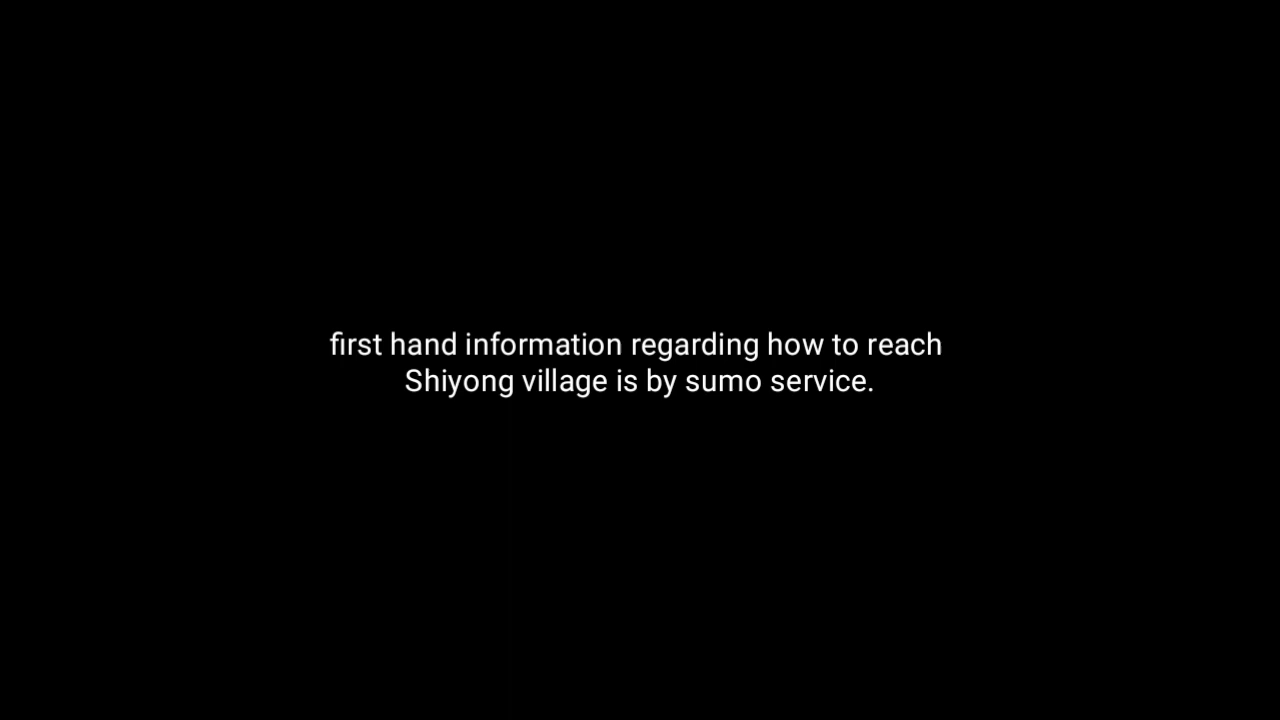 first hand information regarding how to reach
Shiyong village is by sumo service.